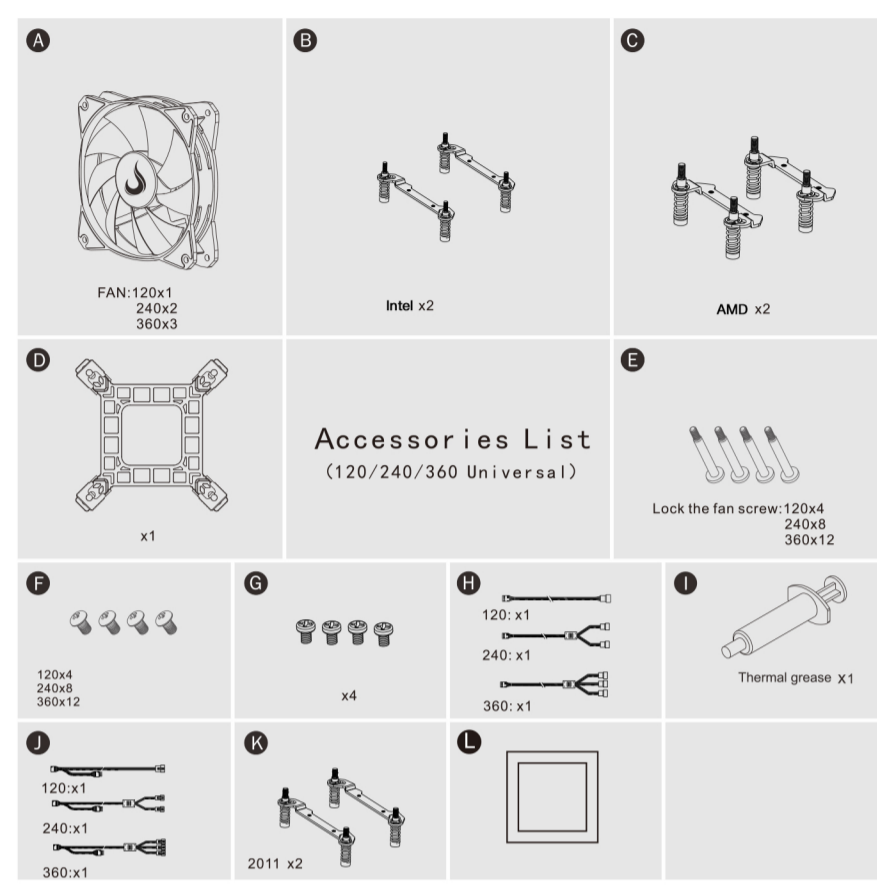 A
FAN:120x1
240x2
360x3
B
Intel x2
C
AMD x2
D
x1
Accessories List
(120/240/360 Universal)
E
Lock the fan screw:120x4
240x8
360x12
F
120x4
240x8
360x12
G
x4
H
120: x1
240: x1
360: x1
I
Thermal grease x1
J
120:x1
240:x1
360:x1
K
2011 x2
L